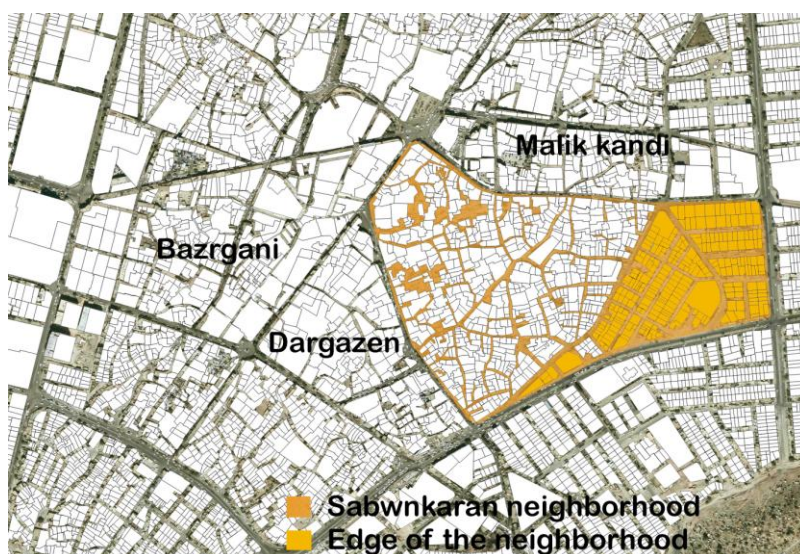 Malik kandi
Bazrgani
Dargazen
Sabwnkaran neighborhood
Edge of the neighborhood